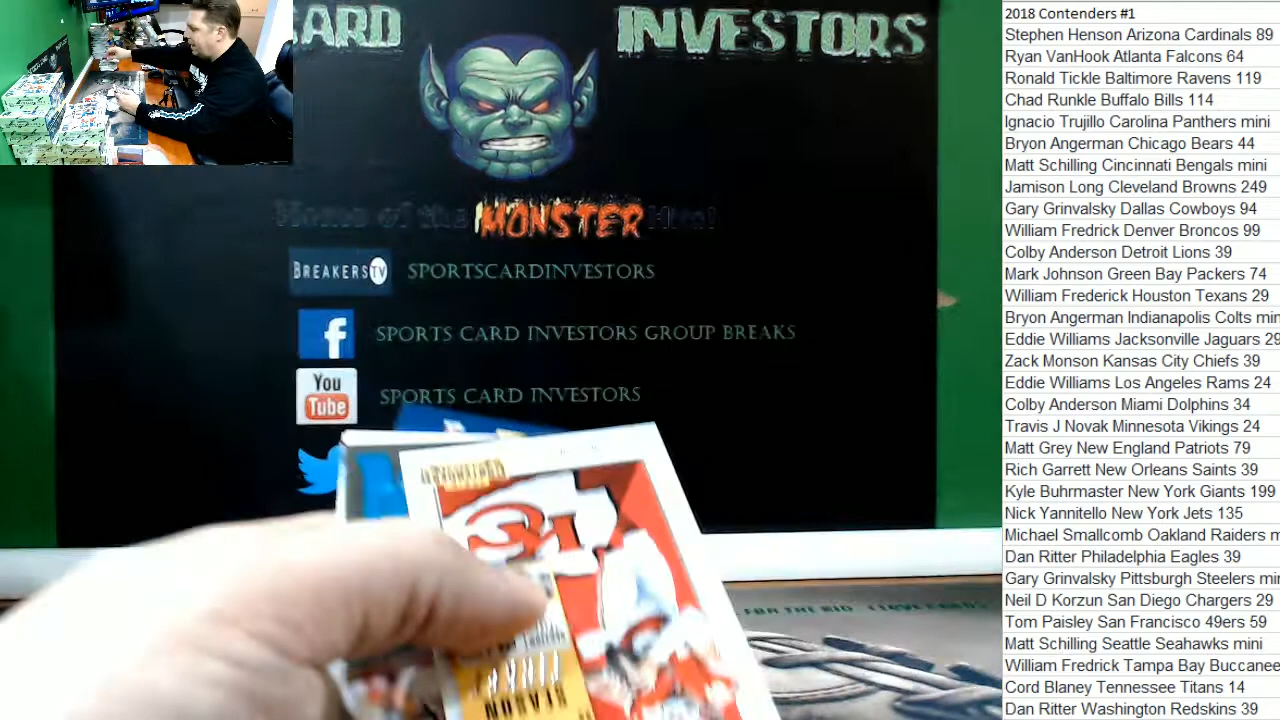 CARD INVESTORS
Home of the MONSTER
BREAKERS TV SPORTSCARDINVESTORS
f SPORTS CARD INVESTORS GROUP BREAKS
You Tube SPORTS CARD INVESTORS
2018 Contenders #1
Stephen Henson Arizona Cardinals 89
Ryan VanHook Atlanta Falcons 64
Ronald Tickle Baltimore Ravens 119
Chad Runkle Buffalo Bills 114
Ignacio Trujillo Carolina Panthers mini
Bryon Angerman Chicago Bears 44
Matt Schilling Cincinnati Bengals mini
Jamison Long Cleveland Browns 249
Gary Grinvalsky Dallas Cowboys 94
William Fredrick Denver Broncos 99
Colby Anderson Detroit Lions 39
Mark Johnson Green Bay Packers 74
William Frederick Houston Texans 29
Bryon Angerman Indianapolis Colts min
Eddie Williams Jacksonville Jaguars 29
Zack Monson Kansas City Chiefs 39
Eddie Williams Los Angeles Rams 24
Colby Anderson Miami Dolphins 34
Travis J Novak Minnesota Vikings 24
Matt Grey New England Patriots 79
Rich Garrett New Orleans Saints 39
Kyle Buhrmaster New York Giants 199
Nick Yannitello New York Jets 135
Michael Smallcomb Oakland Raiders m
Dan Ritter Philadelphia Eagles 39
Gary Grinvalsky Pittsburgh Steelers min
Neil D Korzun San Diego Chargers 29
Tom Paisley San Francisco 49ers 59
Matt Schilling Seattle Seahawks mini
William Fredrick Tampa Bay Buccanee
Cord Blaney Tennessee Titans 14
Dan Ritter Washington Redskins 39